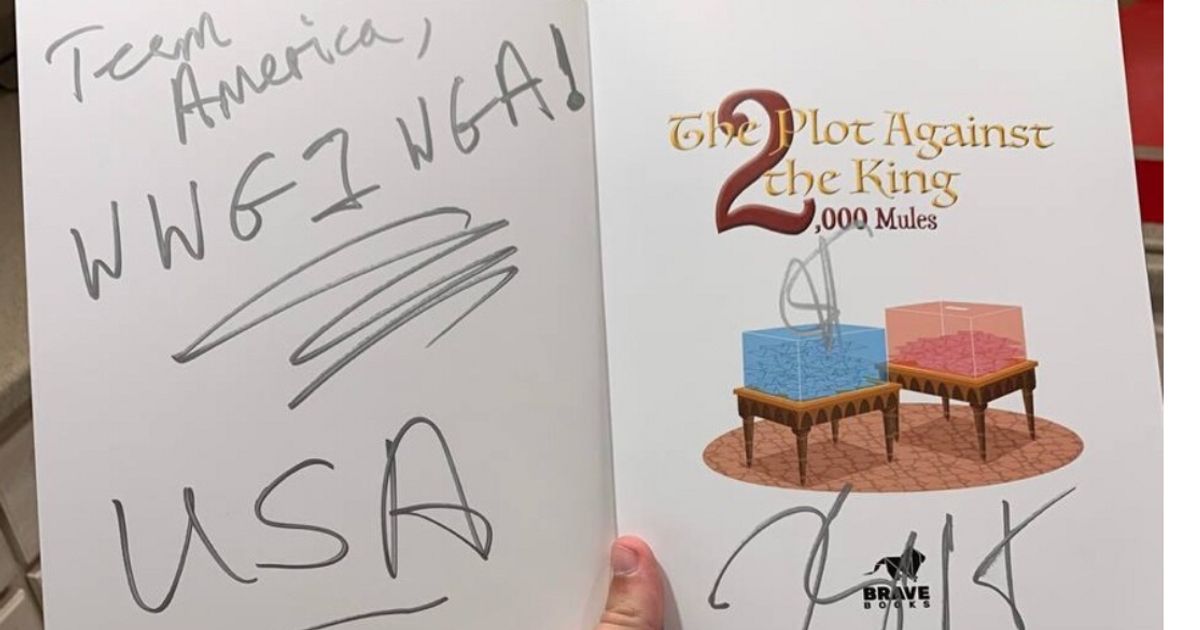 Team
America,
WWG1WGA!
USA
The Plot Against
2 the King
,000 Mules
BRAVE
BOOKS